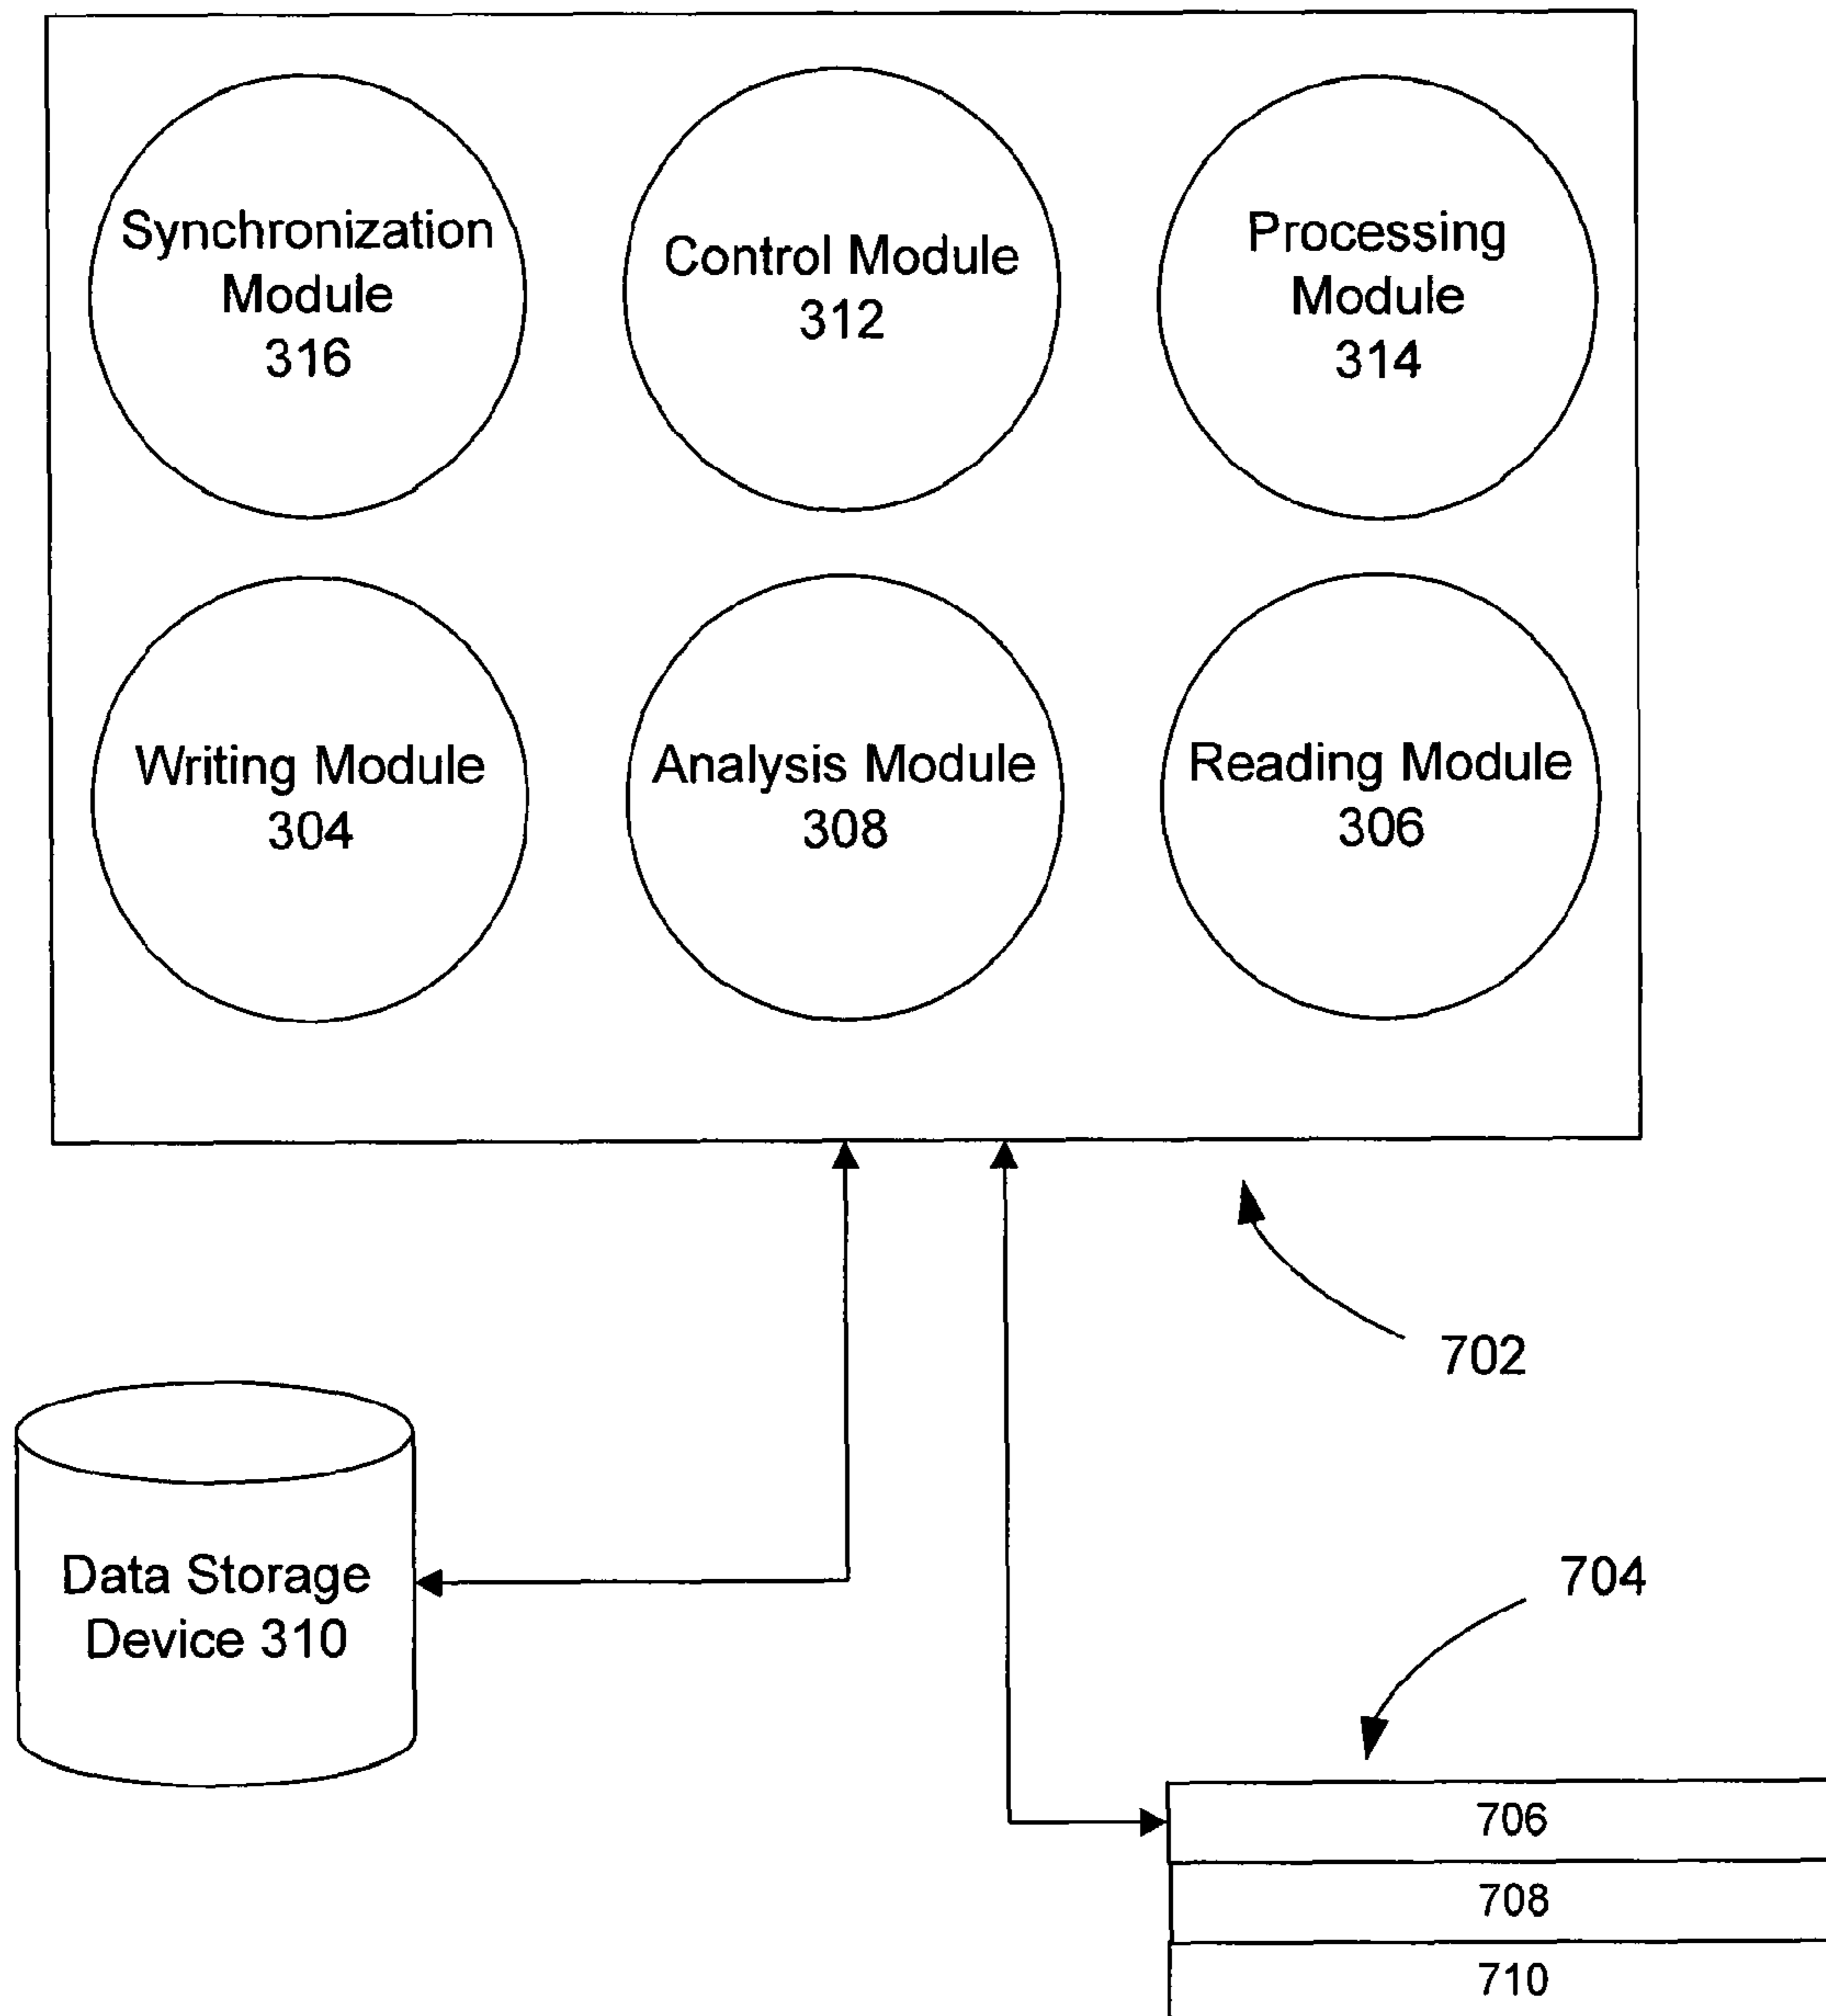 Synchronization
Module
316
Control Module
312
Processing
Module
314
Writing Module
304
Analysis Module
308
Reading Module
306
702
Data Storage
Device 310
704
706
708
710